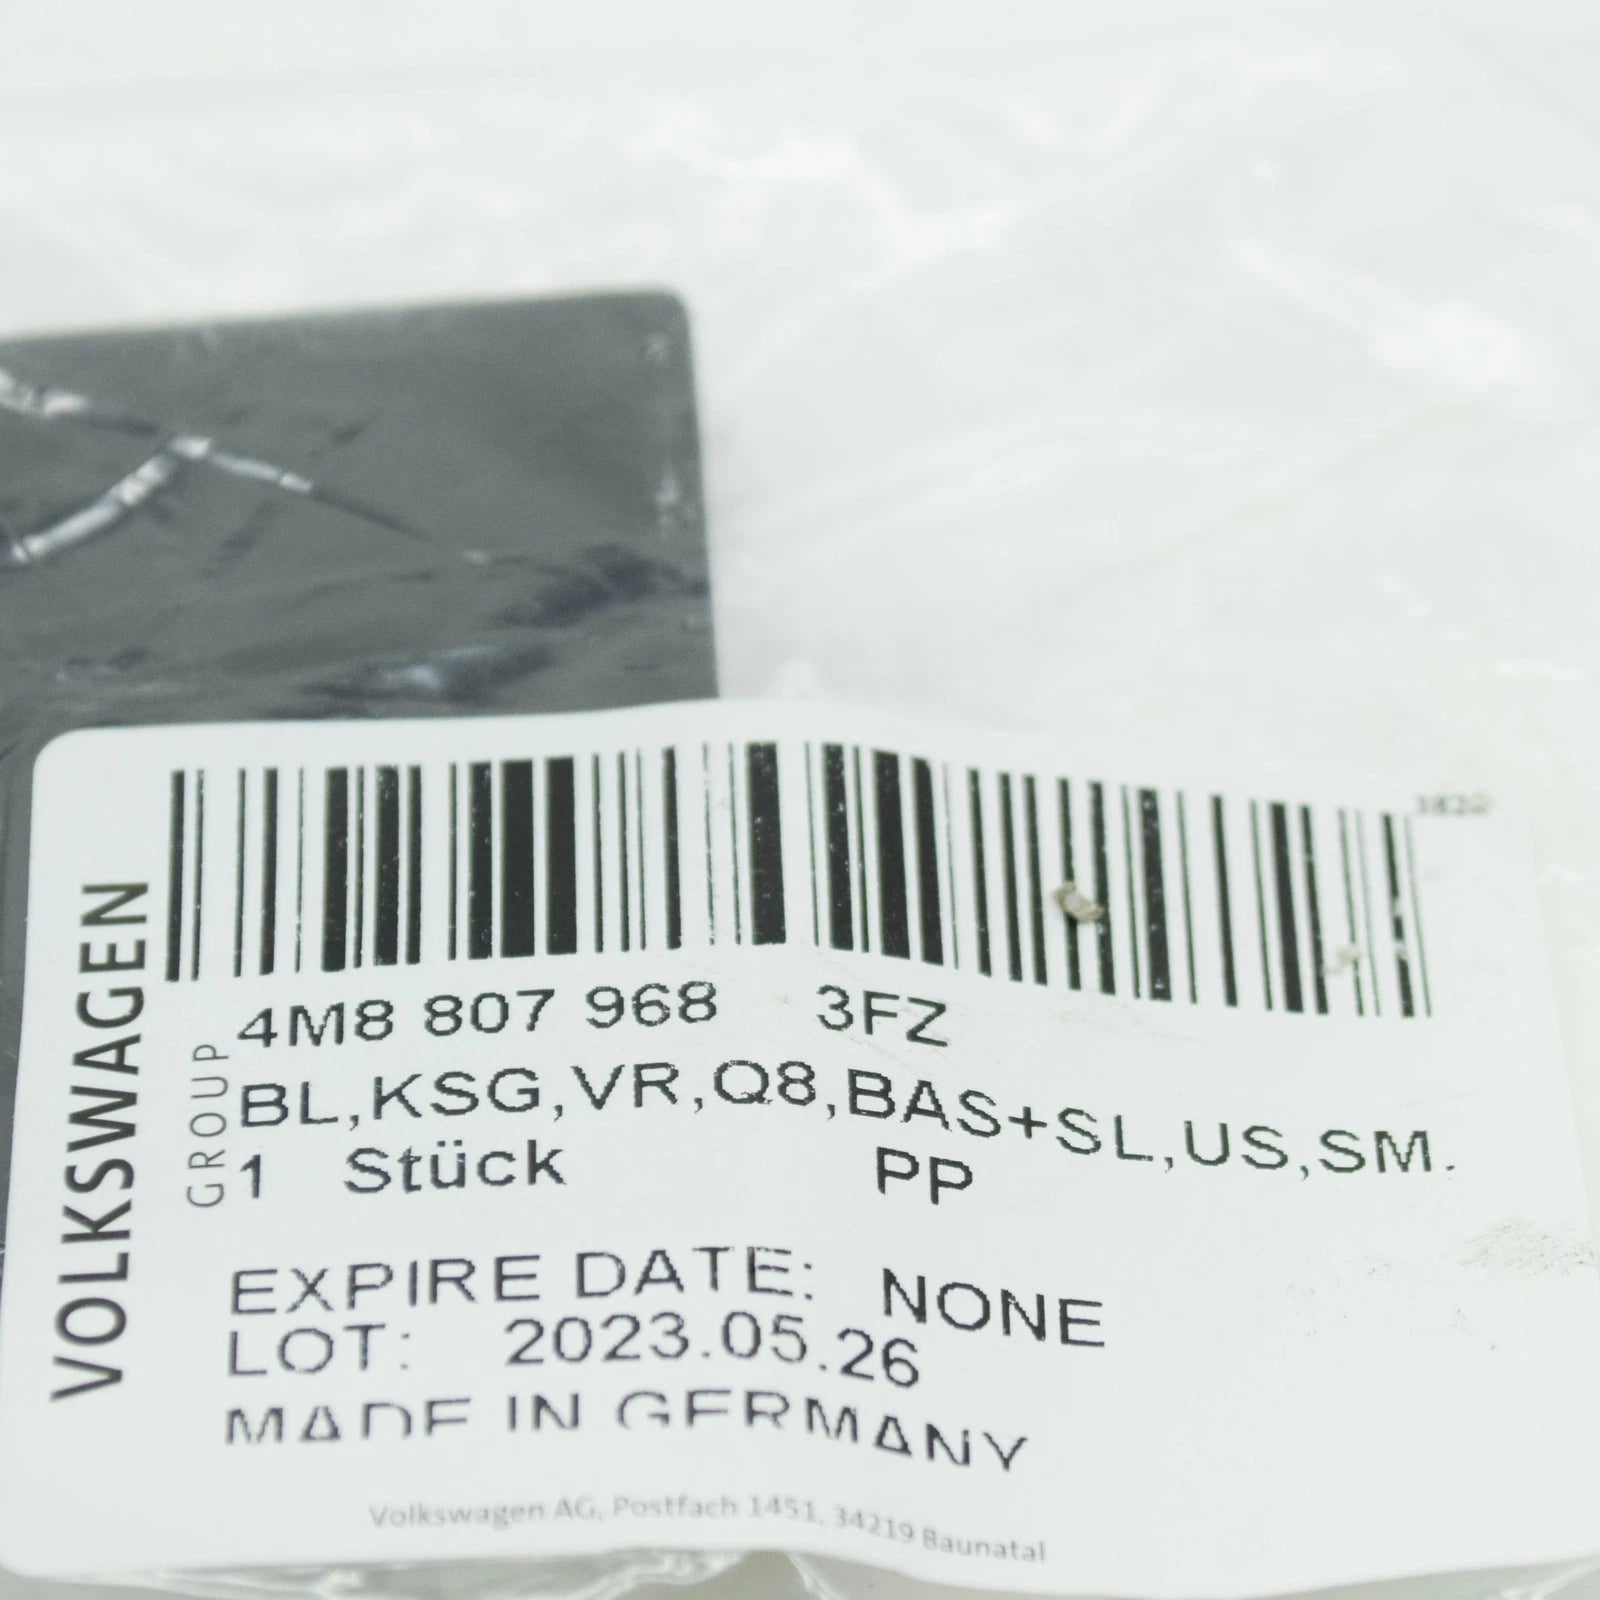 VOLKSWAGEN
GROUP
4M8 807 968 3FZ
BL,KSG,VR,Q8,BAS+SL,US,SM.
1 Stück PP
EXPIRE DATE: NONE
LOT: 2023.05.26
MADE IN GERMANY
Volkswagen AG, Postfach 1451, 34219 Baunatal